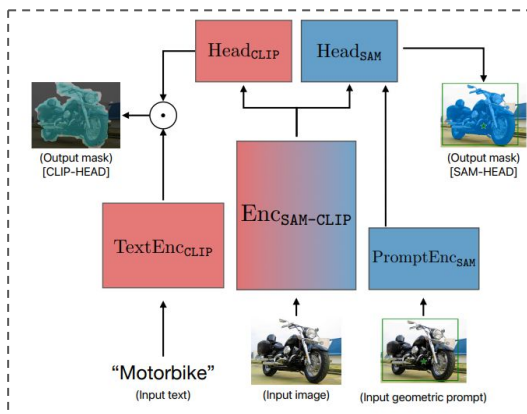 Head_CLIP
Head_SAM
(Output mask)
[CLIP-HEAD]
(Output mask)
[SAM-HEAD]
Enc_SAM-CLIP
TextEnc_CLIP
PromptEnc_SAM
“Motorbike”
(Input text)
(Input image)
(Input geometric prompt)